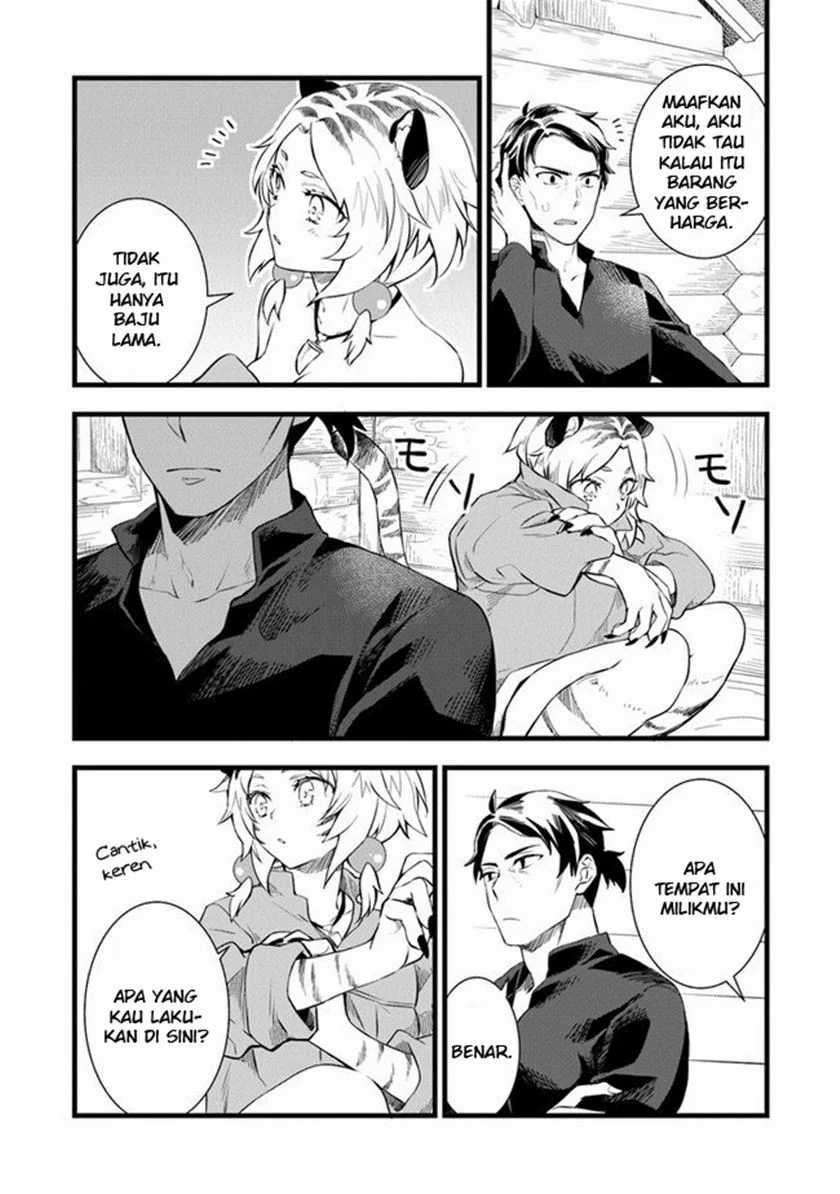 MAAFKAN
AKU, AKU
TIDAK TAU
KALAU ITU
BARANG
YANG BER-
HARGA.
TIDAK
JUGA, ITU
HANYA
BAJU
LAMA.
モソ
モソ
APA
TEMPAT INI
MILIKMU?
BENAR.
Cantik,
keren
APA YANG
KAU LAKU-
KAN DI SINI?